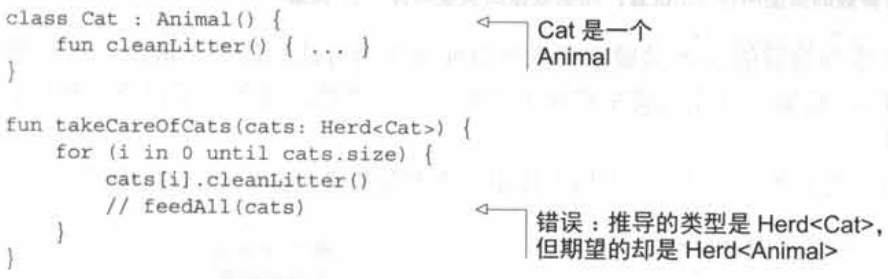 class Cat : Animal() {
    fun cleanLitter() { ... }
}
Cat 是一个
Animal
fun takeCareOfCats(cats: Herd<Cat>) {
    for (i in 0 until cats.size) {
        cats[i].cleanLitter()
        // feedAll(cats)
    }
}
错误：推导的类型是 Herd<Cat>，
但期望的却是 Herd<Animal>